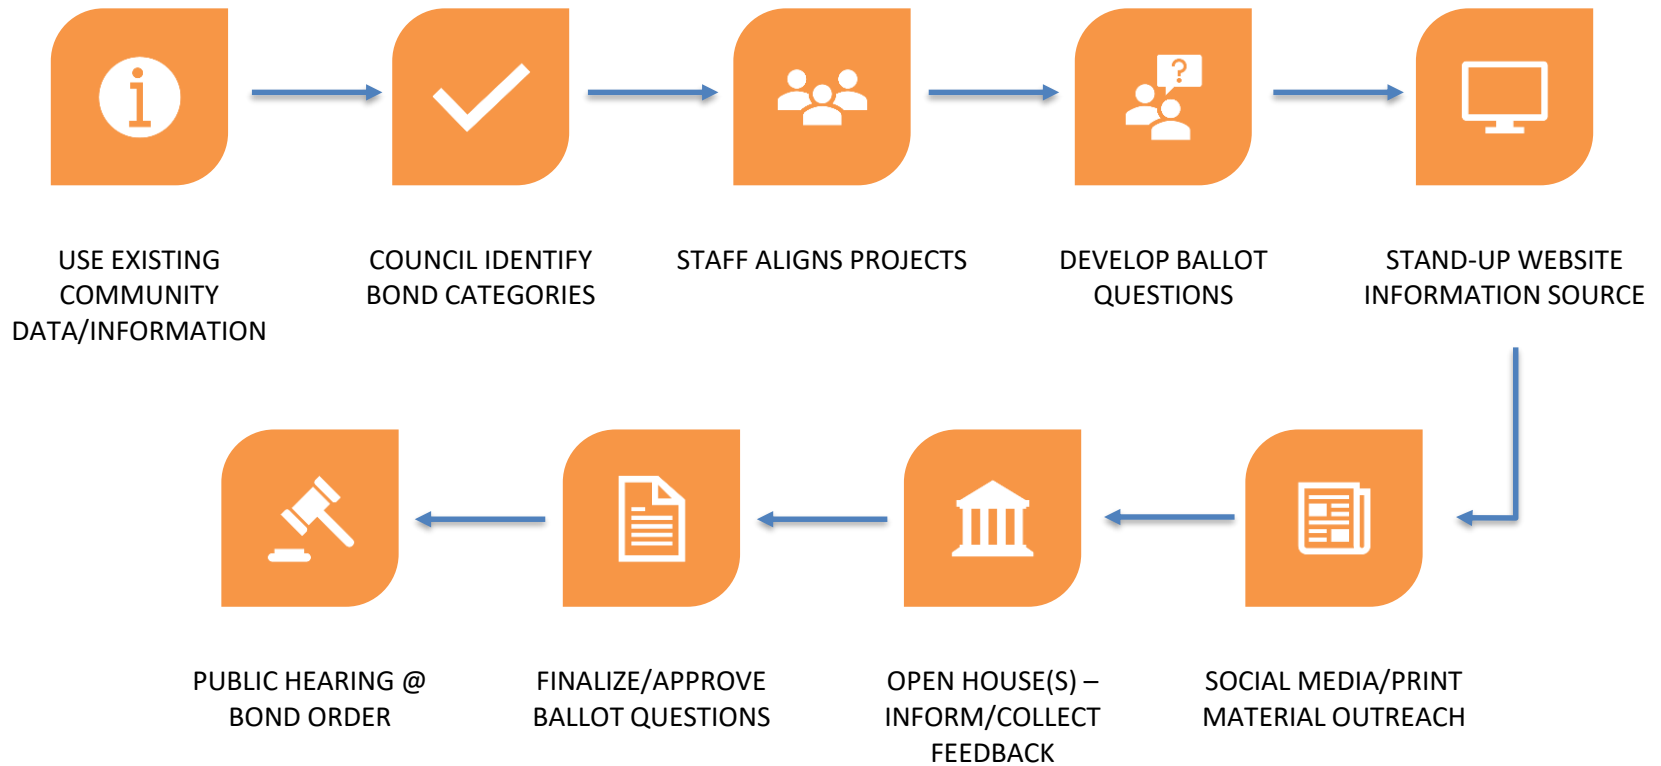 ?
USE EXISTING
COMMUNITY
DATA/INFORMATION
COUNCIL IDENTIFY
BOND CATEGORIES
STAFF ALIGNS PROJECTS
DEVELOP BALLOT
QUESTIONS
STAND-UP WEBSITE
INFORMATION SOURCE
SOCIAL MEDIA/PRINT
MATERIAL OUTREACH
OPEN HOUSE(S) –
INFORM/COLLECT
FEEDBACK
FINALIZE/APPROVE
BALLOT QUESTIONS
PUBLIC HEARING @
BOND ORDER